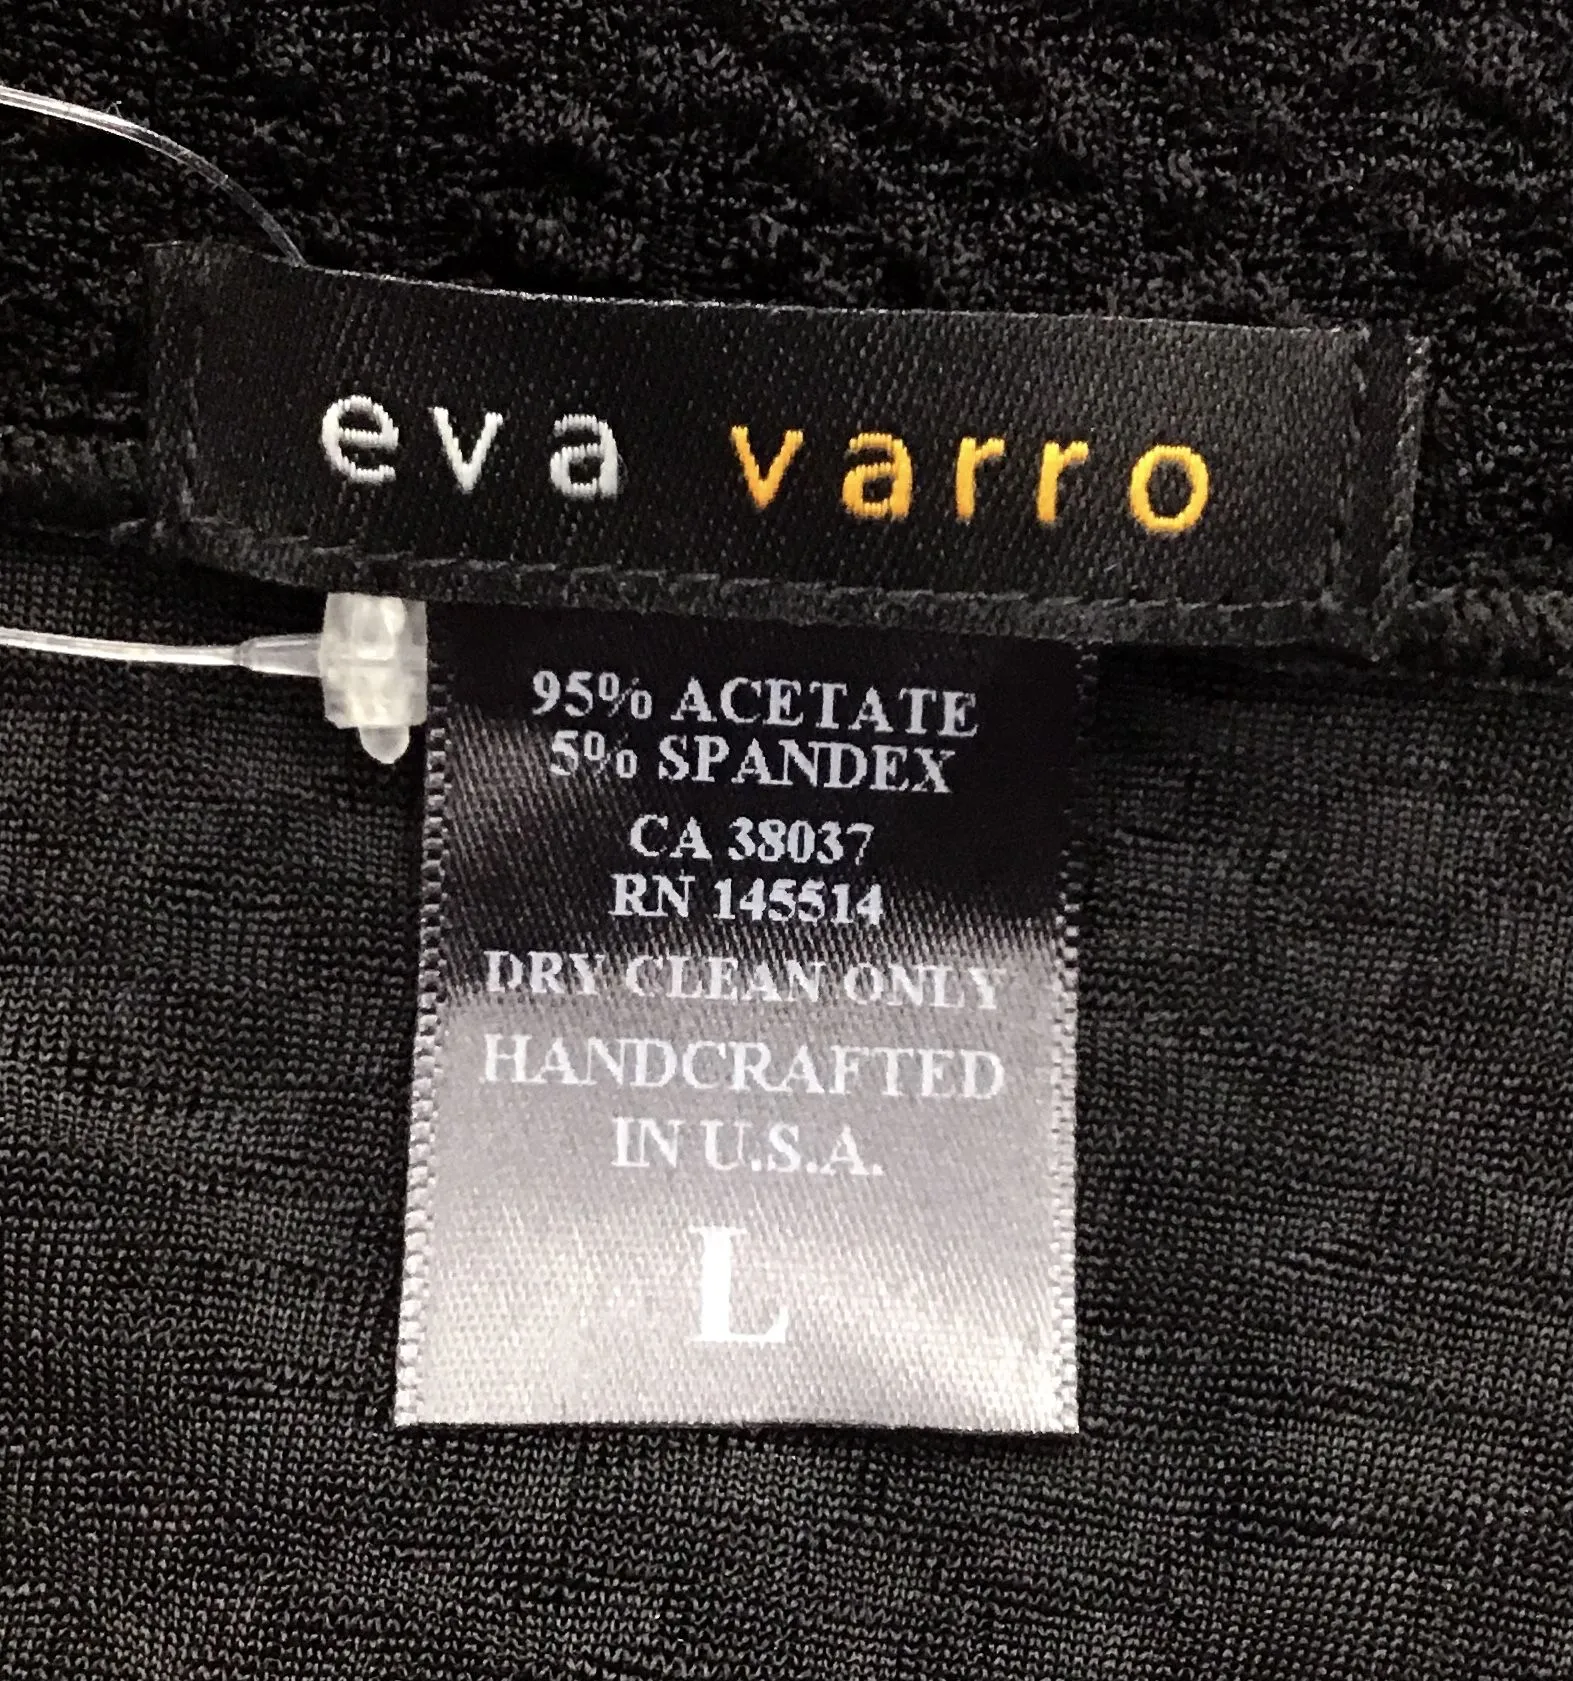 eva varro
95% ACETATE
5% SPANDEX
CA 38037
RN 145514
DRY CLEAN ONLY
HANDCRAFTED
IN U.S.A.
L